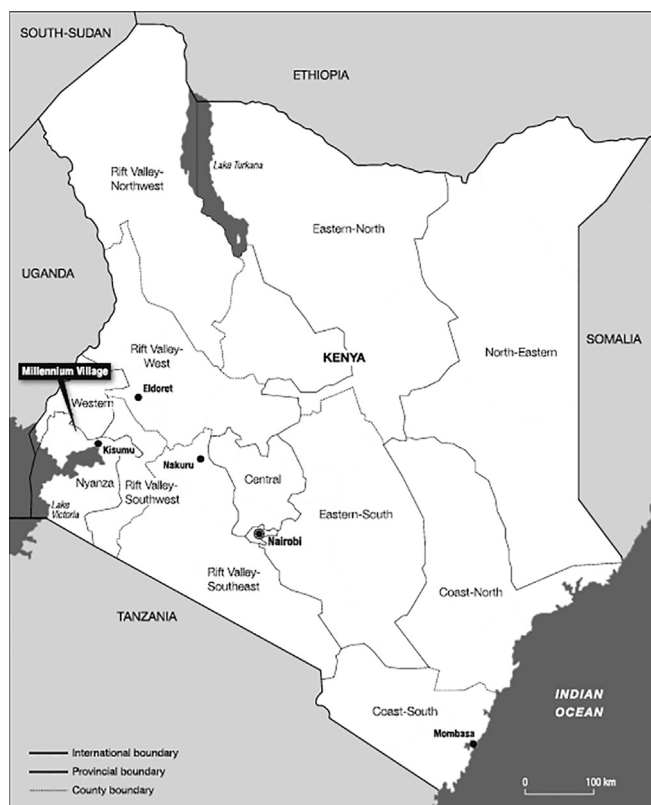 SOUTH-SUDAN
ETHIOPIA
Lake Turkana
Rift Valley-
Northwest
Eastern-North
UGANDA
SOMALIA
Rift Valley-
West
KENYA
North-Eastern
Millennium Village
Eldoret
Western
Kisumu
Nakuru
Nyanza
Rift Valley-
Southwest
Central
Lake
Victoria
Eastern-South
Nairobi
Rift Valley-
Southeast
Coast-North
TANZANIA
INDIAN
OCEAN
Coast-South
Mombasa
International boundary
Provincial boundary
County boundary
0 100 km